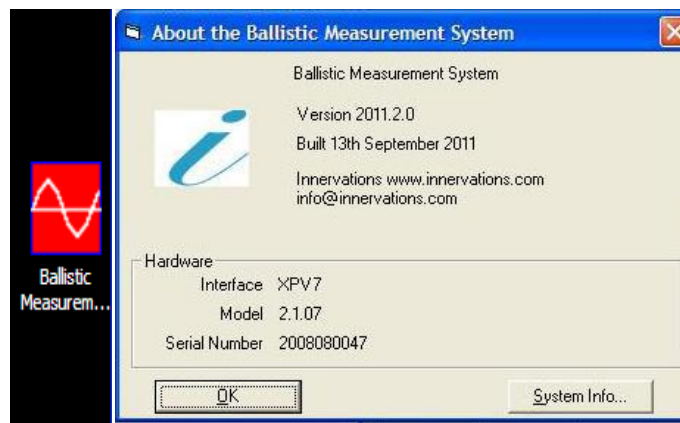 Ballistic
Measurem...
About the Ballistic Measurement System
Ballistic Measurement System
Version 2011.2.0
Built 13th September 2011
Innervations www.innervations.com
info@innervations.com
Hardware
Interface XPV7
Model 2.1.07
Serial Number 2008080047
OK
System Info...